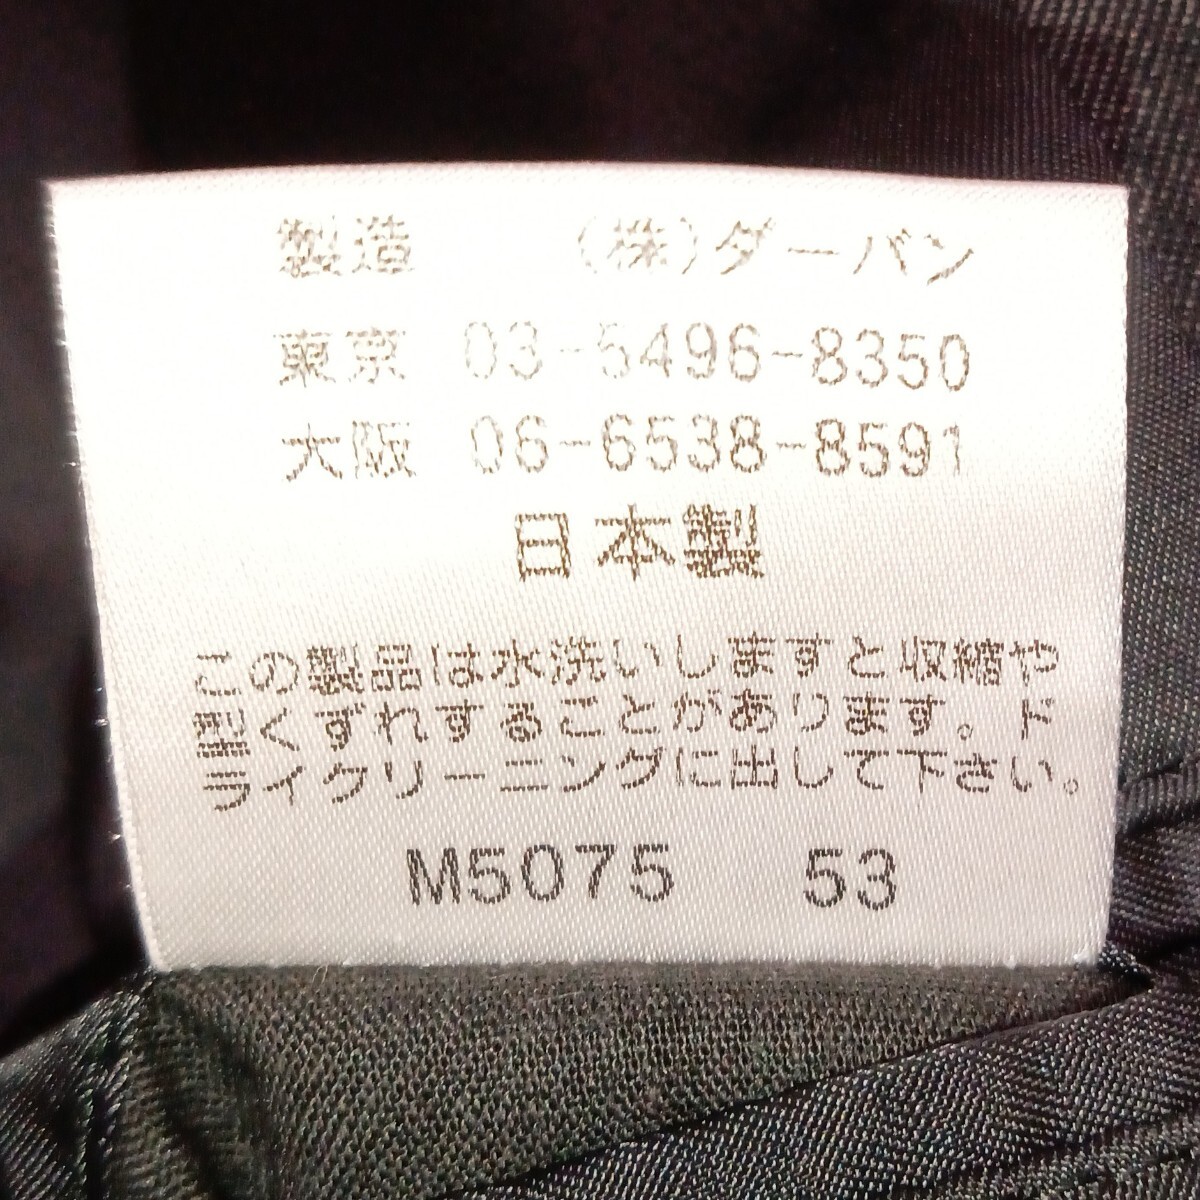 製造 (株)ダーバン
東京 03-5496-8350
大阪 06-6538-8591
日本製
この製品は水洗いしますと収縮や
型くずれすることがあります。ド
ライクリーニングに出して下さい。
M5075 53